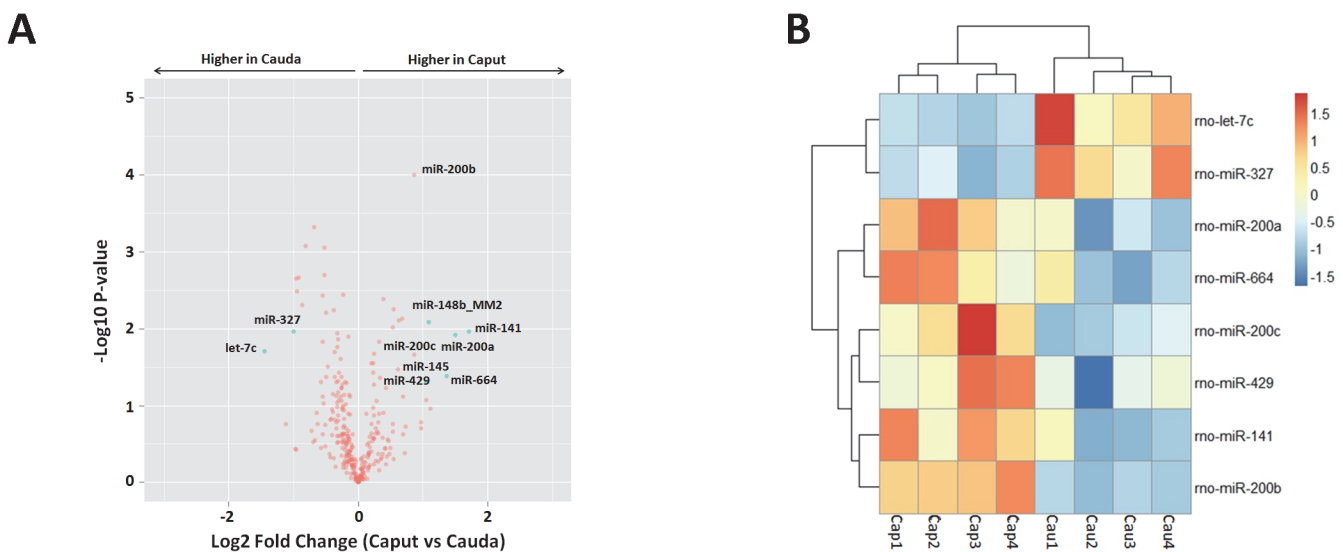 A
Higher in Cauda
Higher in Caput
5
4
3
2
1
0
-Log10 P-value
miR-200b
miR-148b_MM2
miR-327
miR-141
let-7c
miR-200c
miR-200a
miR-145
miR-429
miR-664
-2
0
2
Log2 Fold Change (Caput vs Cauda)
B
rno-let-7c
rno-miR-327
rno-miR-200a
rno-miR-664
rno-miR-200c
rno-miR-429
rno-miR-141
rno-miR-200b
Cap1
Cap2
Cap3
Cap4
Cau1
Cau2
Cau3
Cau4
1.5
1
0.5
0
-0.5
-1
-1.5